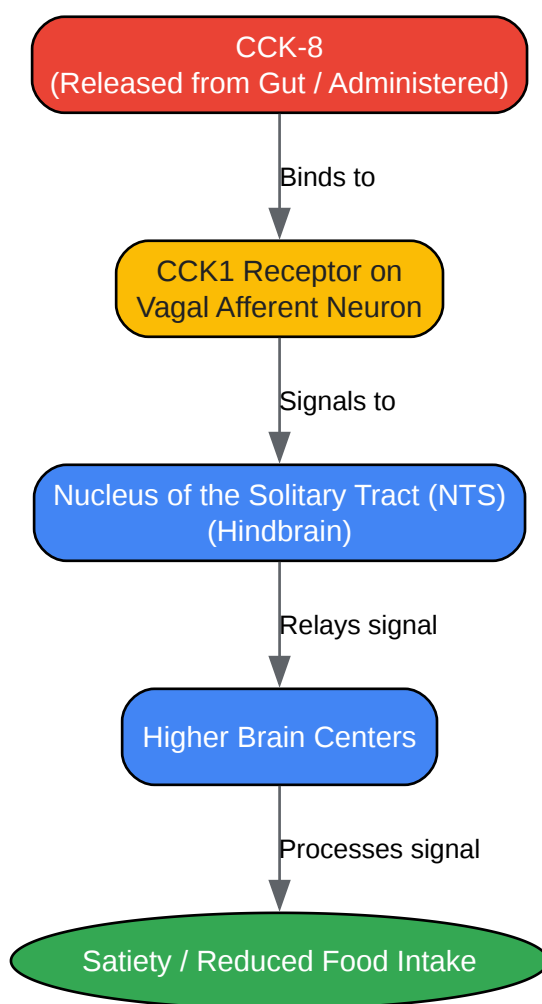 CCK-8
(Released from Gut / Administered)
Binds to
CCK1 Receptor on
Vagal Afferent Neuron
Signals to
Nucleus of the Solitary Tract (NTS)
(Hindbrain)
Relays signal
Higher Brain Centers
Processes signal
Satiety / Reduced Food Intake